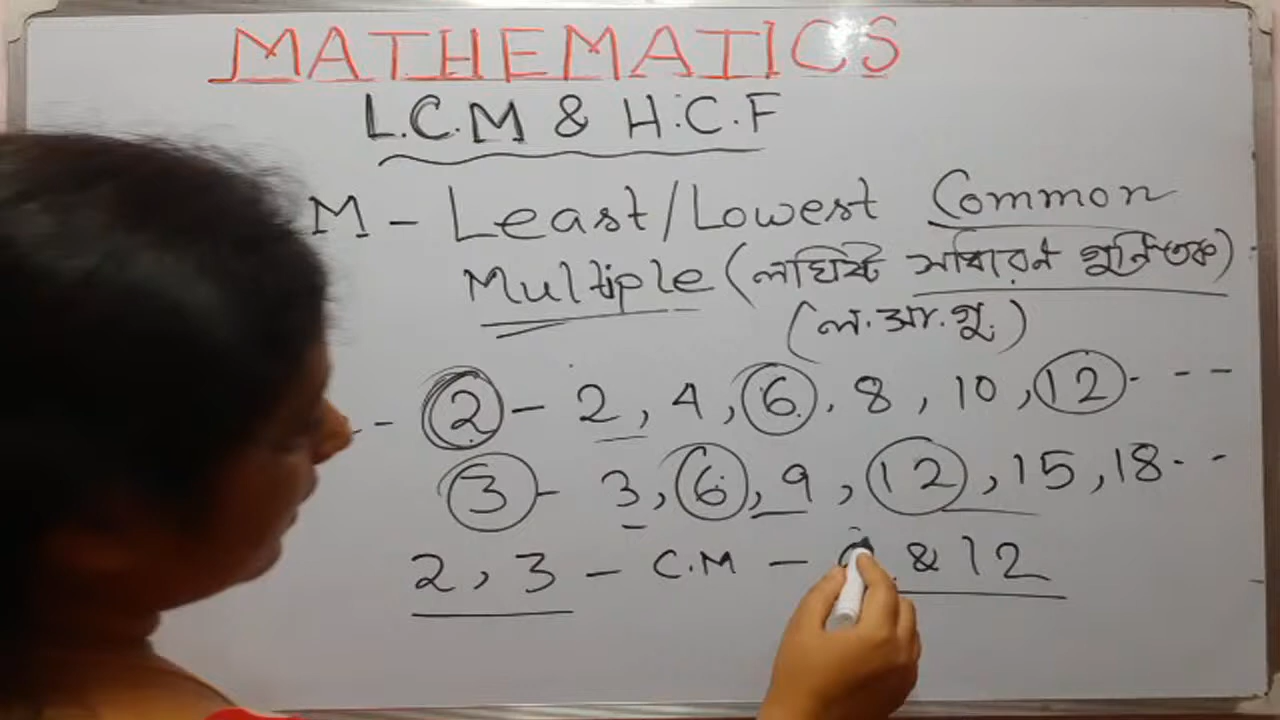 MATHEMATICS
L.C.M & H.C.F
M - Least/Lowest Common
Multiple (লঘিষ্ট সাধারণ গুণিতক)
(ল.সা.গু.)
2 - 2, 4, 6, 8, 10, 12 - - -
3 - 3, 6, 9, 12, 15, 18 - -
2, 3 - C.M - & 12